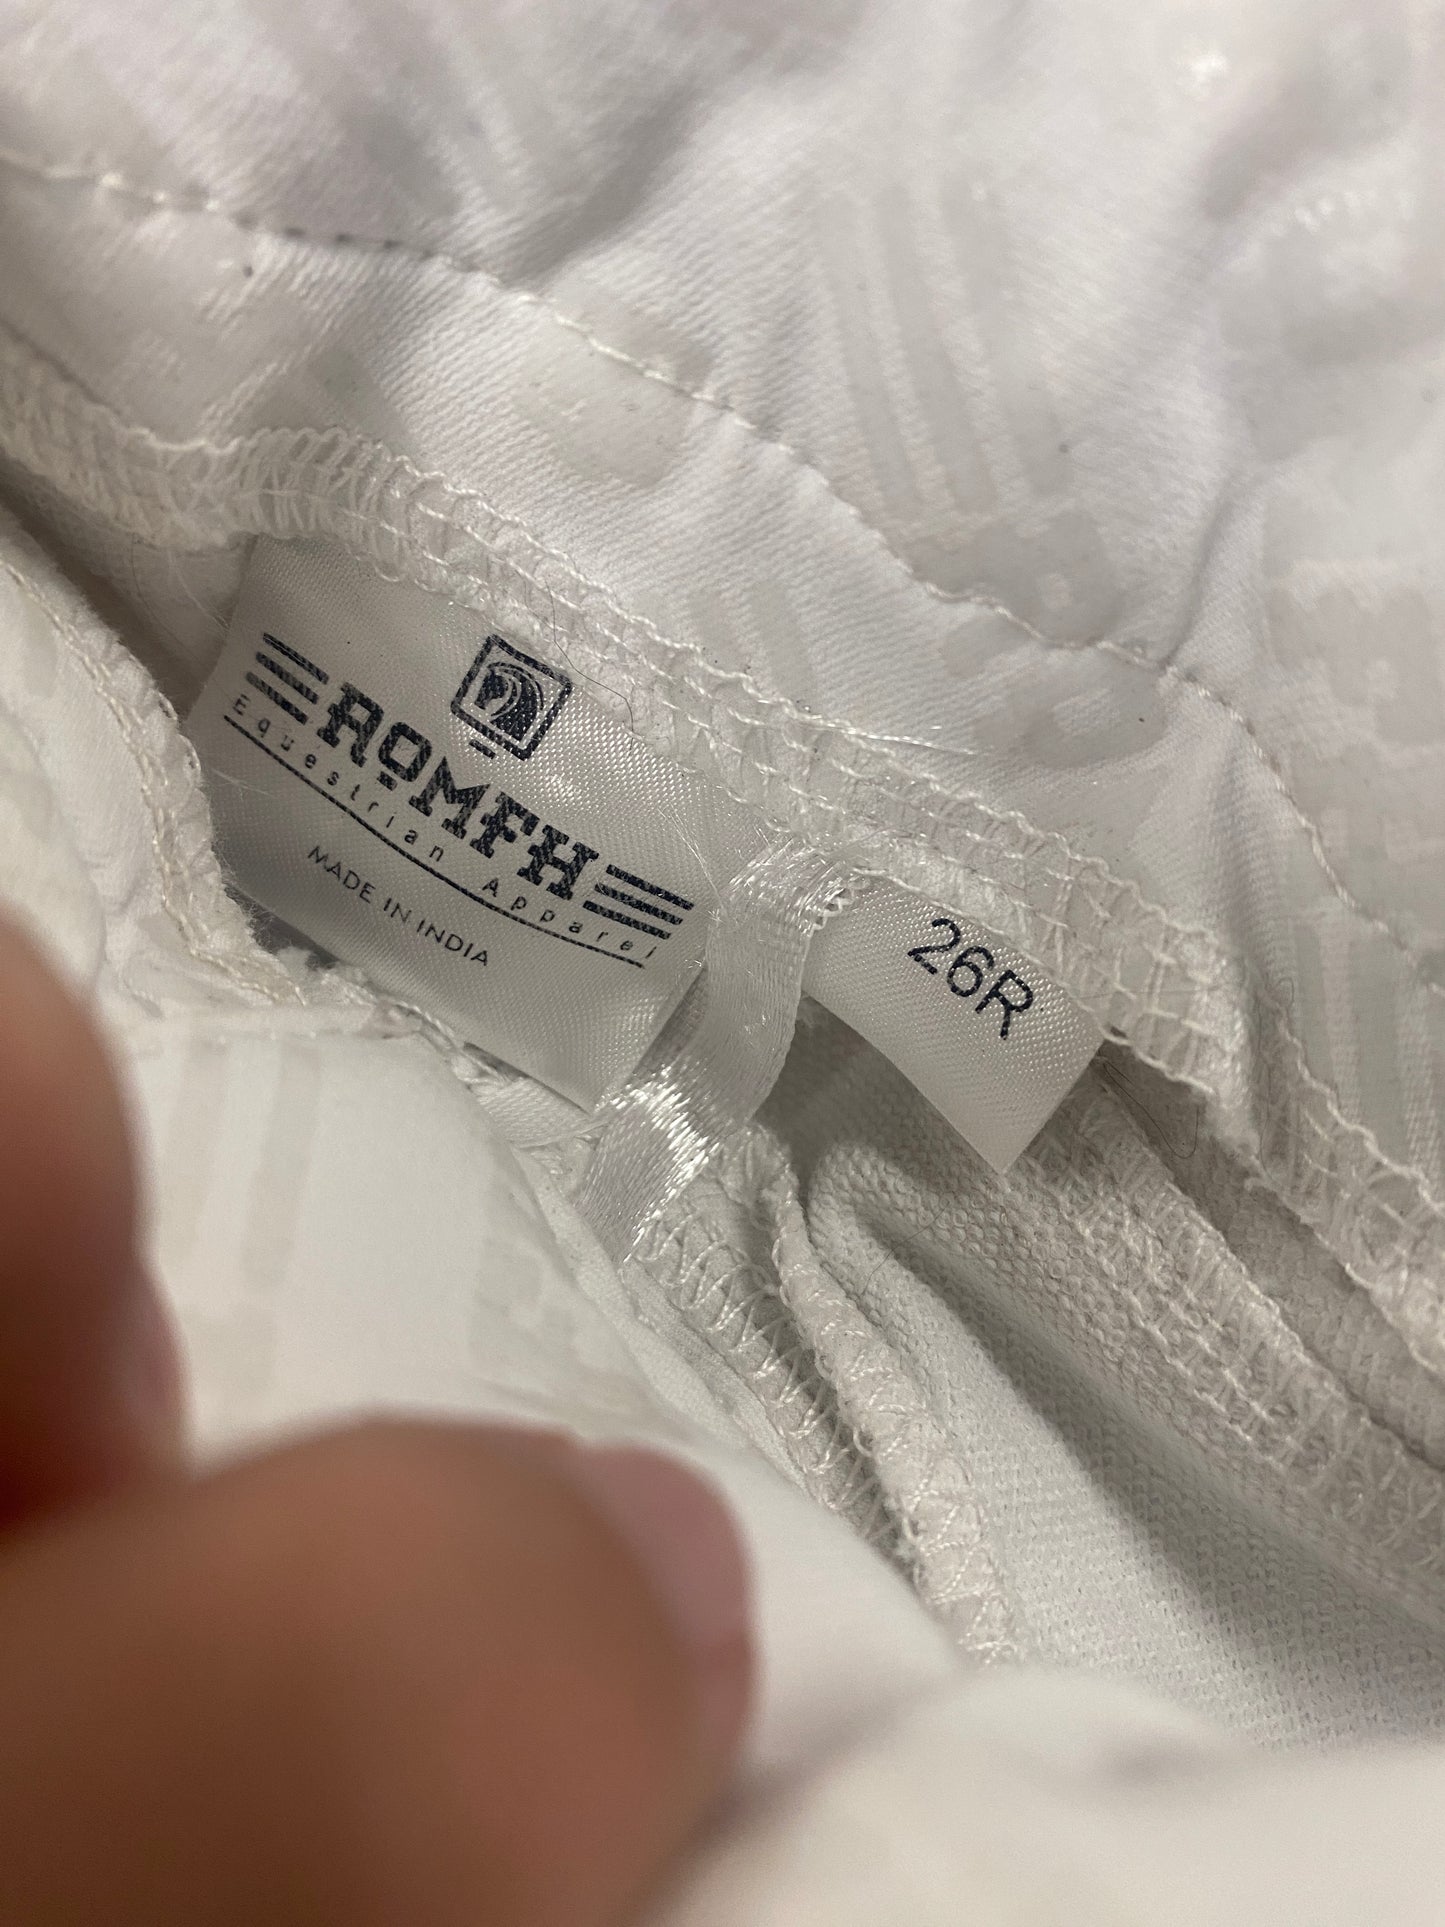 ROMFH
Equestrian Apparel
MADE IN INDIA
26R